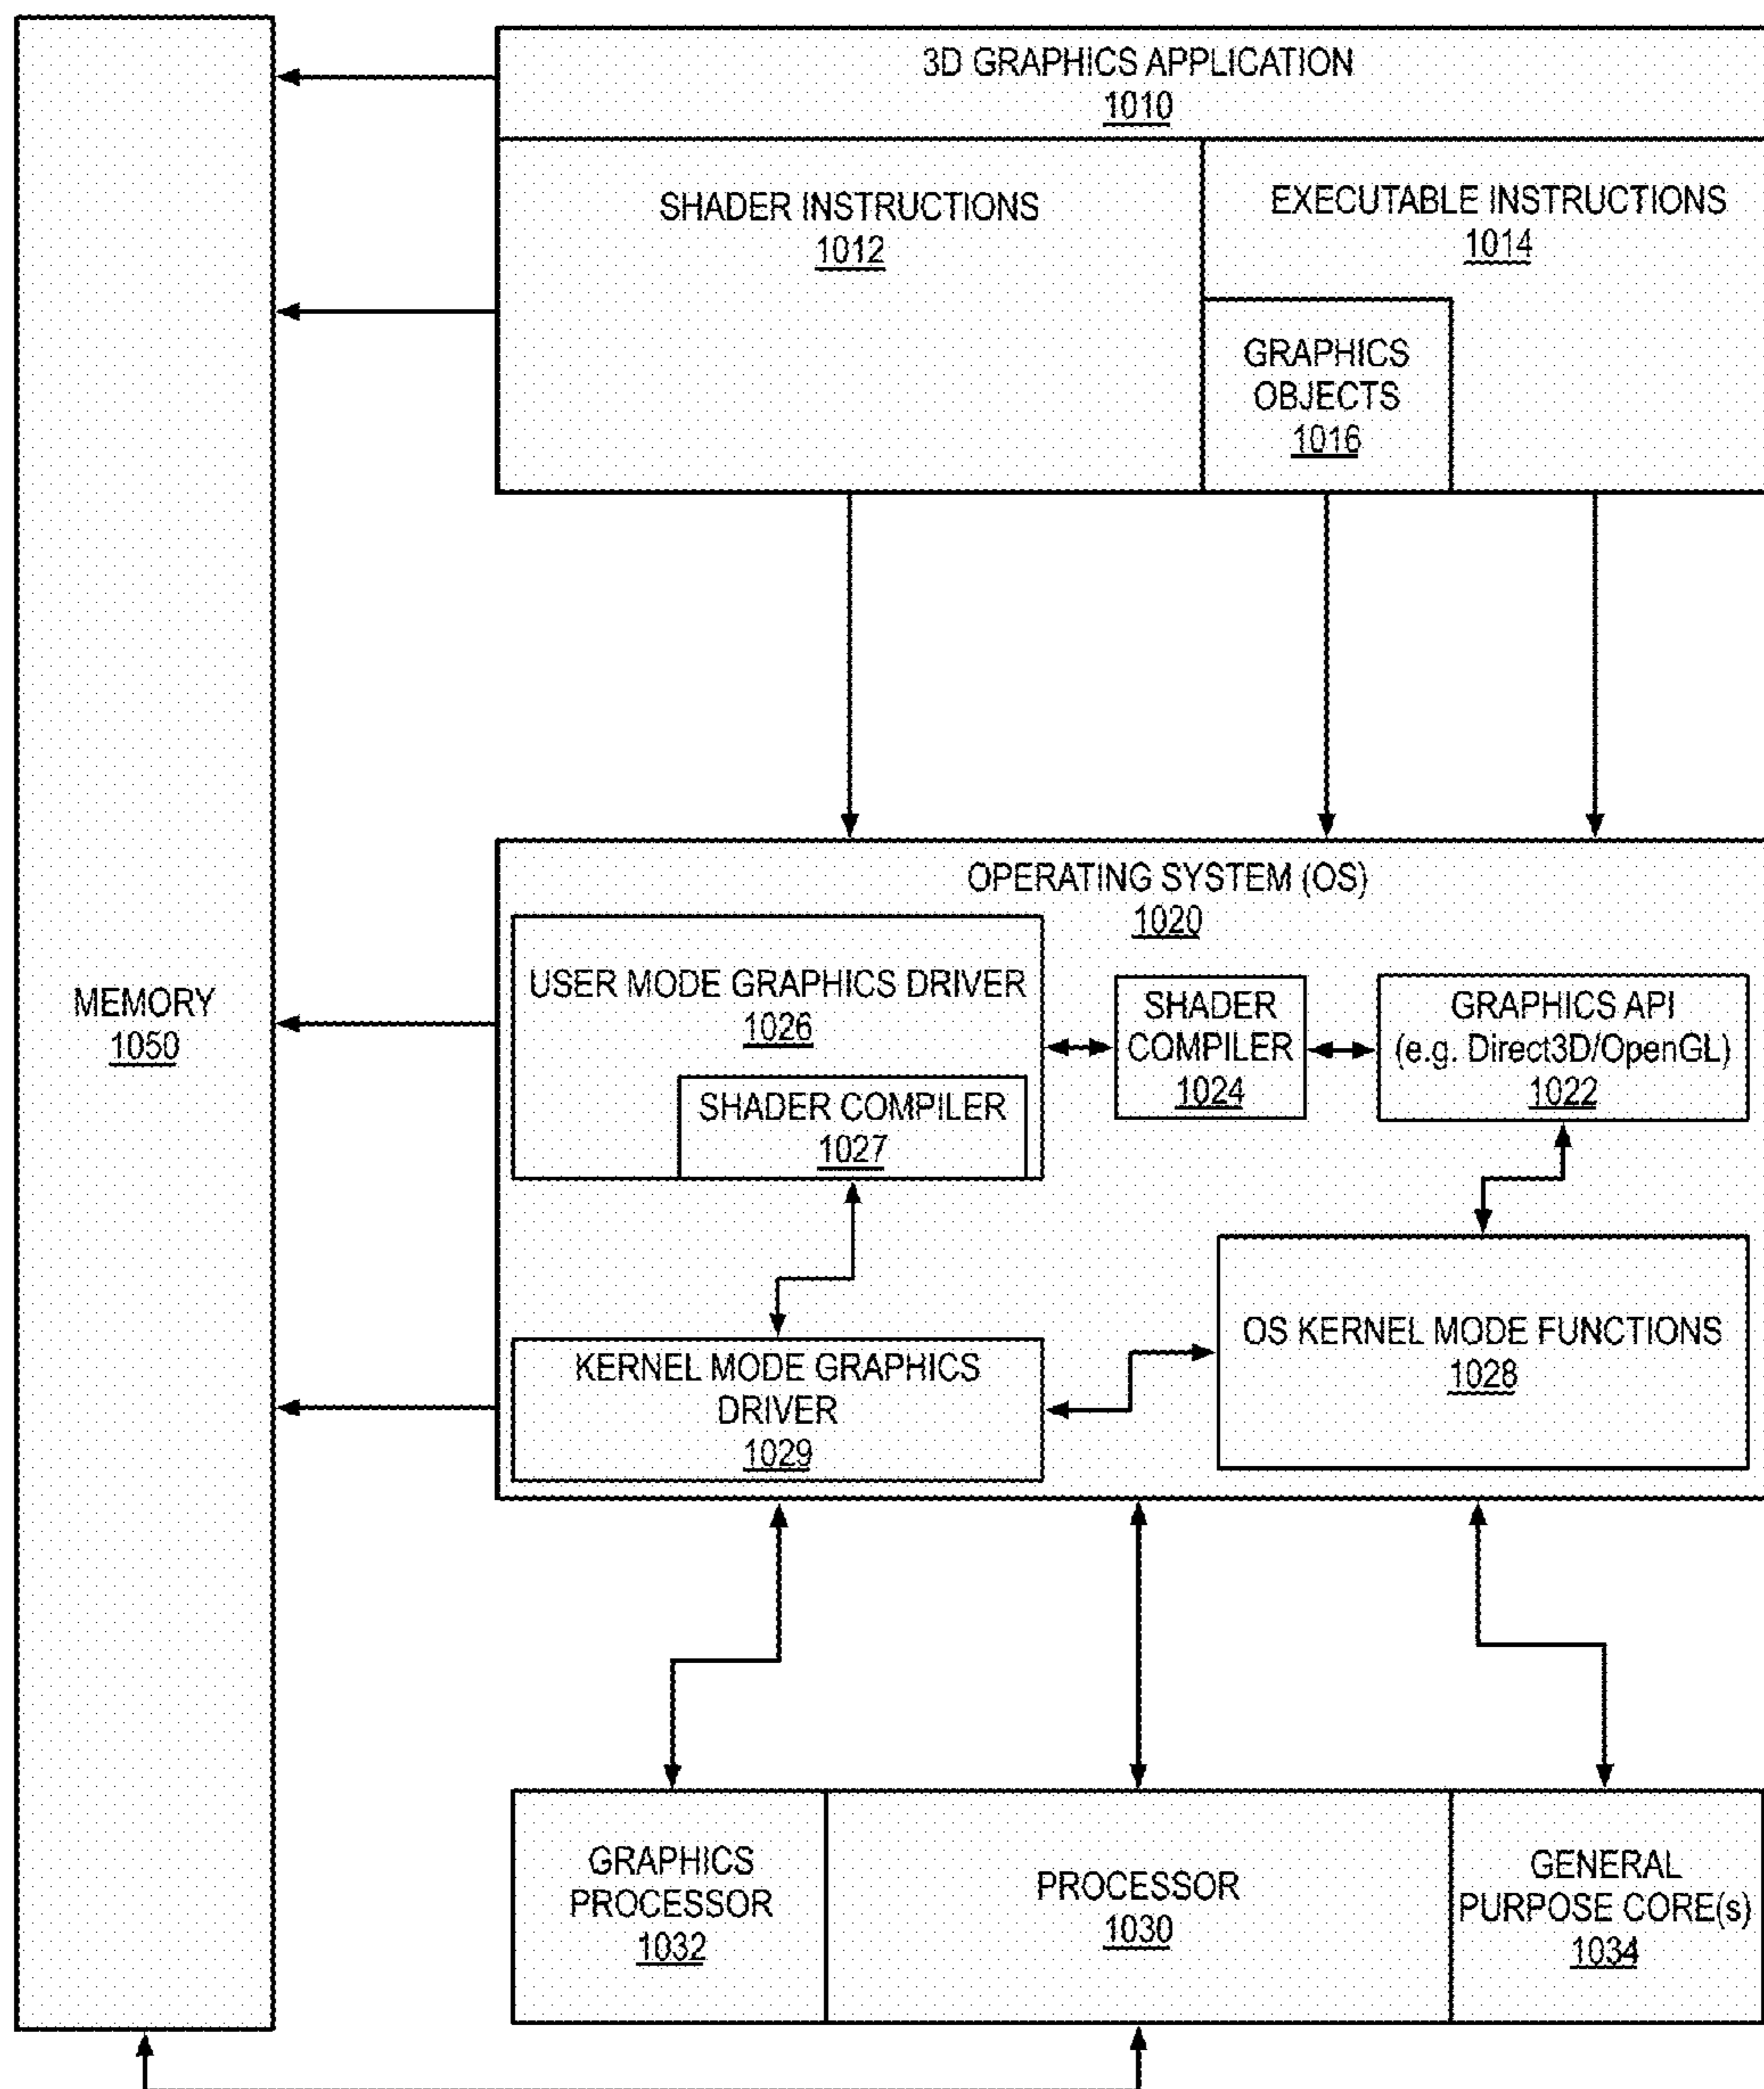 3D GRAPHICS APPLICATION
1010
SHADER INSTRUCTIONS
1012
EXECUTABLE INSTRUCTIONS
1014
GRAPHICS
OBJECTS
1016
OPERATING SYSTEM (OS)
1020
USER MODE GRAPHICS DRIVER
1026
SHADER COMPILER
1027
SHADER
COMPILER
1024
GRAPHICS API
(e.g. Direct3D/OpenGL)
1022
MEMORY
1050
KERNEL MODE GRAPHICS
DRIVER
1029
OS KERNEL MODE FUNCTIONS
1028
GRAPHICS
PROCESSOR
1032
PROCESSOR
1030
GENERAL
PURPOSE CORE(s)
1034